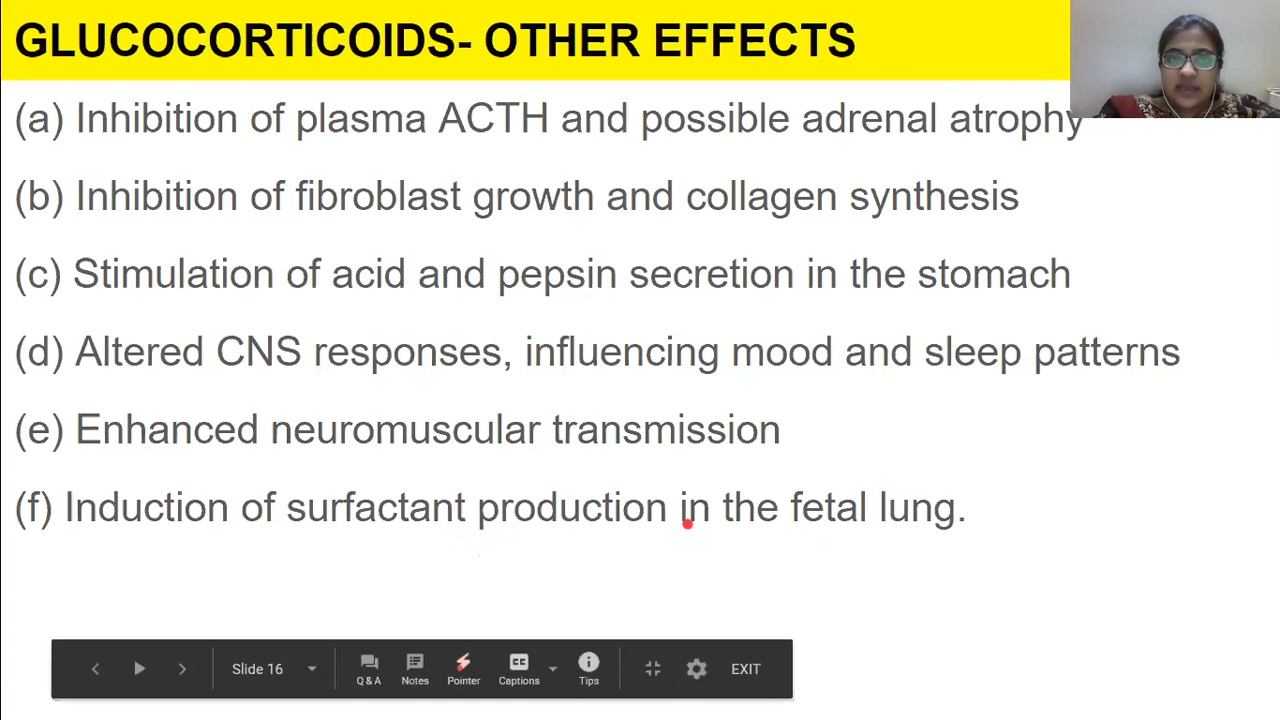 GLUCOCORTICOIDS- OTHER EFFECTS
(a) Inhibition of plasma ACTH and possible adrenal atrophy
(b) Inhibition of fibroblast growth and collagen synthesis
(c) Stimulation of acid and pepsin secretion in the stomach
(d) Altered CNS responses, influencing mood and sleep patterns
(e) Enhanced neuromuscular transmission
(f) Induction of surfactant production in the fetal lung.
Slide 16
Q & A
Notes
Pointer
CC
Captions
Tips
EXIT